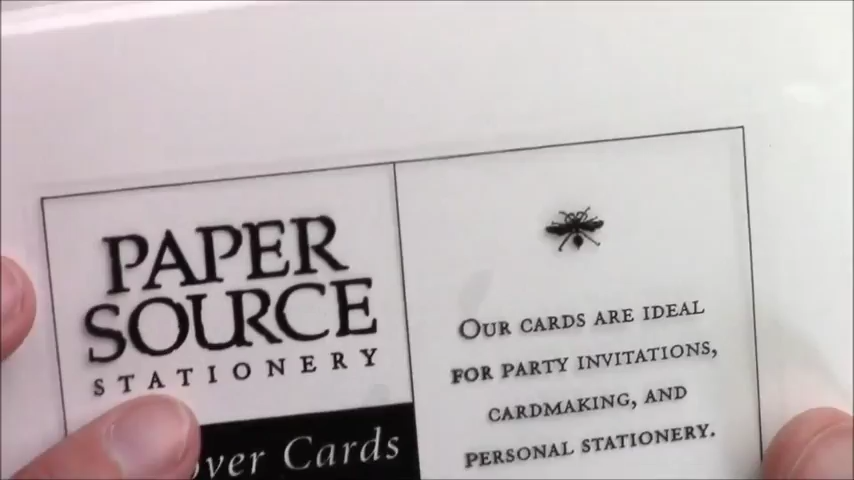 PAPER
SOURCE
STATIONERY
Cards
OUR CARDS ARE IDEAL
FOR PARTY INVITATIONS,
CARDMAKING, AND
PERSONAL STATIONERY.